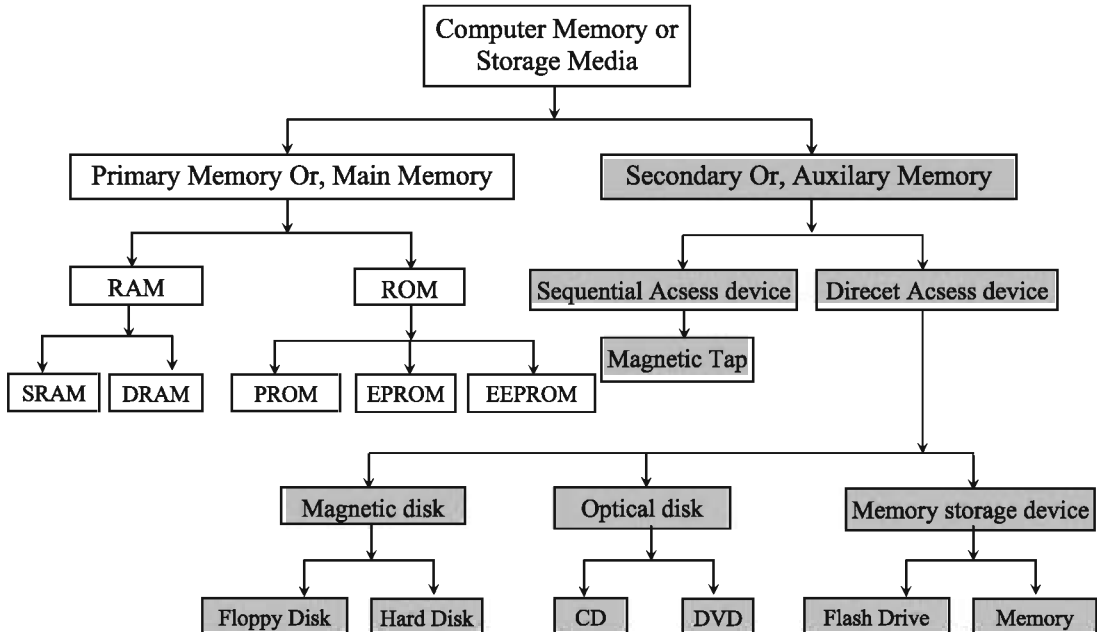 Computer Memory or
Storage Media
Primary Memory Or, Main Memory
Secondary Or, Auxilary Memory
RAM
ROM
Sequential Acsess device
Direcet Acsess device
Magnetic Tap
SRAM
DRAM
PROM
EPROM
EEPROM
Magnetic disk
Optical disk
Memory storage device
Floppy Disk
Hard Disk
CD
DVD
Flash Drive
Memory